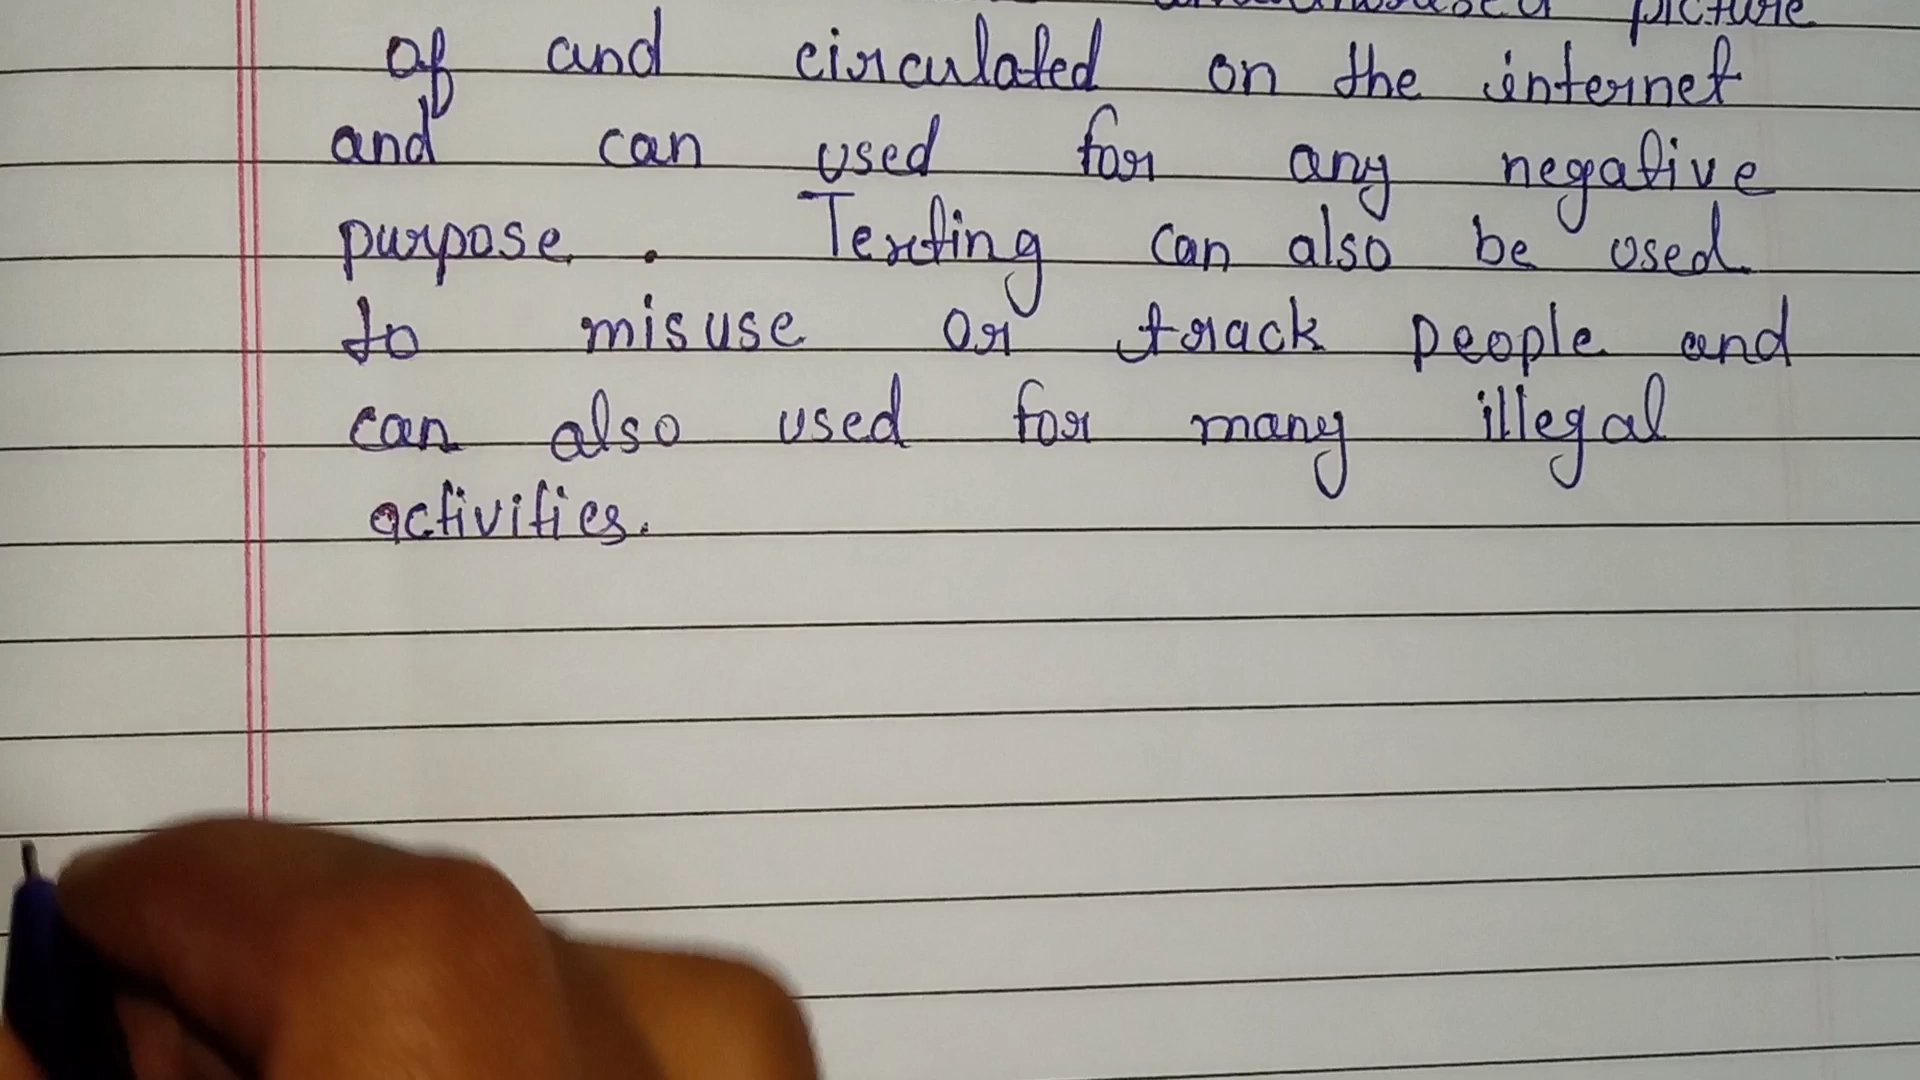 picture
of and circulated on the internet
and can used for any negative
purpose. Texting can also be used
to misuse or track people and
can also used for many illegal
activities.